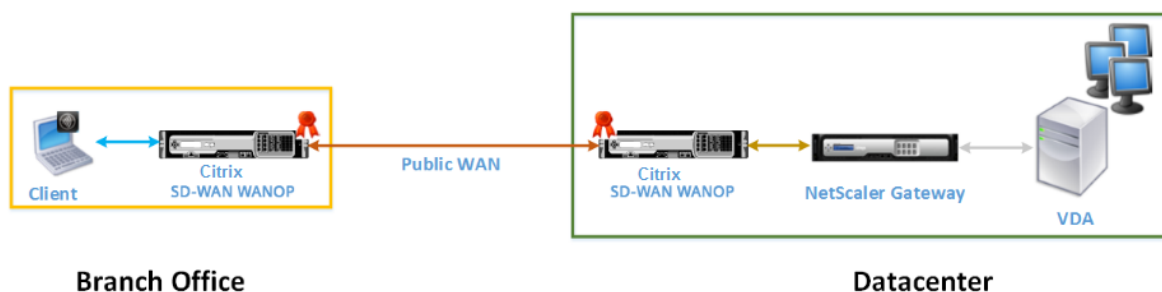 Client
Citrix
SD-WAN WANOP
Public WAN
Citrix
SD-WAN WANOP
NetScaler Gateway
VDA
Branch Office
Datacenter